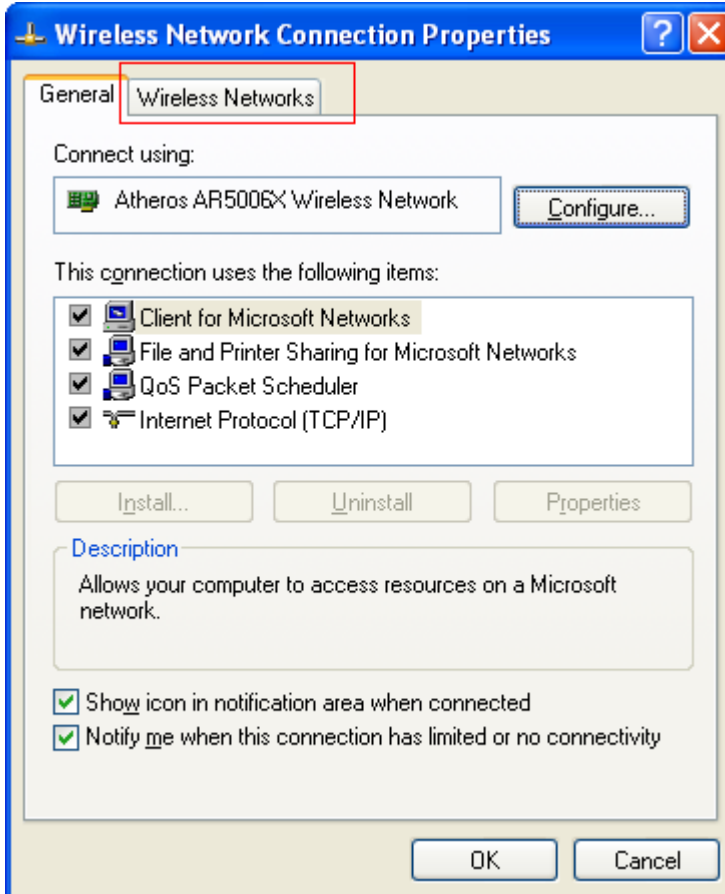 Wireless Network Connection Properties
General
Wireless Networks
Connect using:
Atheros AR5006X Wireless Network
Configure...
This connection uses the following items:
Client for Microsoft Networks
File and Printer Sharing for Microsoft Networks
QoS Packet Scheduler
Internet Protocol (TCP/IP)
Install...
Uninstall
Properties
Description
Allows your computer to access resources on a Microsoft
network.
Show icon in notification area when connected
Notify me when this connection has limited or no connectivity
OK
Cancel